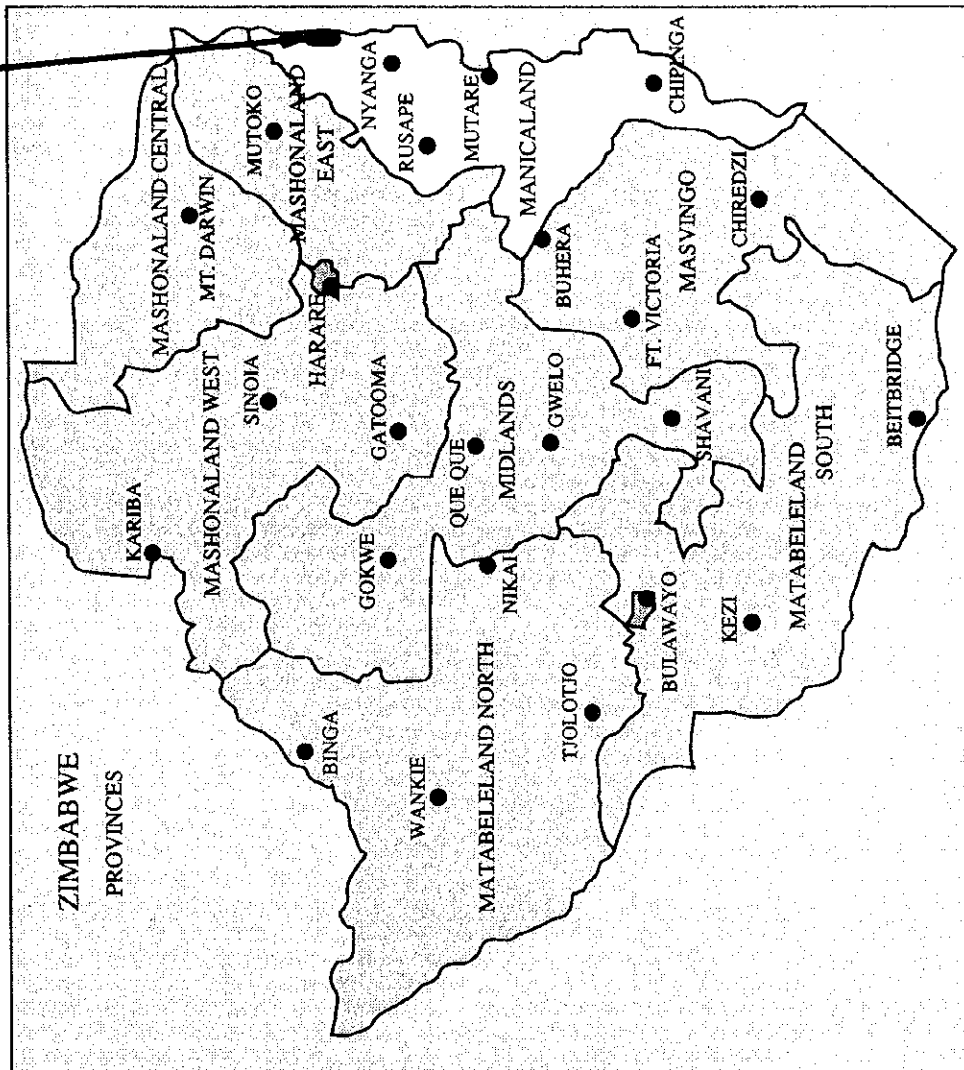 ZIMBABWE
PROVINCES
KARIBA
MASHONALAND CENTRAL
MT. DARWIN
MASHONALAND WEST
SINOIA
MUTOKO
MASHONALAND
EAST
HARARE
BINGA
GOKWE
GATOOMA
NYANGA
RUSAPE
WANKIE
QUE QUE
MUTARE
MATABELELAND NORTH
NIKAI
MIDLANDS
MANICALAND
GWELO
BUHERA
TJOLOTJO
FT. VICTORIA
BULAWAYO
CHIPINGA
MASVINGO
SHAVANI
KEZI
CHIREDZI
MATABELELAND
SOUTH
BEITBRIDGE